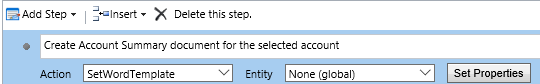 Add Step Insert Delete this step.
Create Account Summary document for the selected account
Action SetWordTemplate Entity None (global) Set Properties